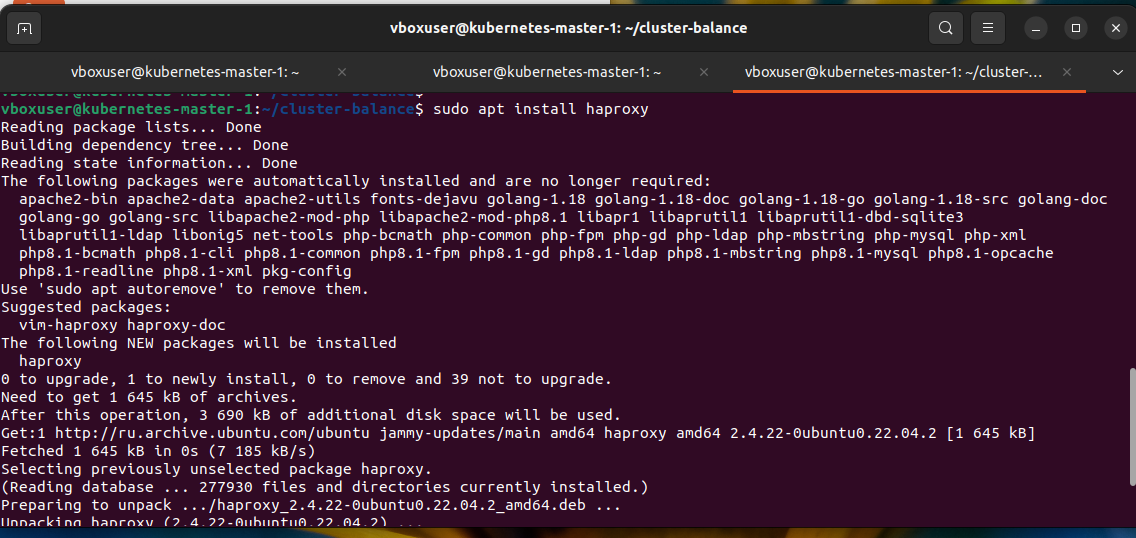 vboxuser@kubernetes-master-1: ~/cluster-balance
vboxuser@kubernetes-master-1: ~
vboxuser@kubernetes-master-1: ~
vboxuser@kubernetes-master-1: ~/cluster-…
vboxuser@kubernetes-master-1:~/cluster-balance$
vboxuser@kubernetes-master-1:~/cluster-balance$ sudo apt install haproxy
Reading package lists... Done
Building dependency tree... Done
Reading state information... Done
The following packages were automatically installed and are no longer required:
apache2-bin apache2-data apache2-utils fonts-dejavu golang-1.18 golang-1.18-doc golang-1.18-go golang-1.18-src golang-doc
golang-go golang-src libapache2-mod-php libapache2-mod-php8.1 libapr1 libaprutil1 libaprutil1-dbd-sqlite3
libaprutil1-ldap libonig5 net-tools php-bcmath php-common php-fpm php-gd php-ldap php-mbstring php-mysql php-xml
php8.1-bcmath php8.1-cli php8.1-common php8.1-fpm php8.1-gd php8.1-ldap php8.1-mbstring php8.1-mysql php8.1-opcache
php8.1-readline php8.1-xml pkg-config
Use 'sudo apt autoremove' to remove them.
Suggested packages:
vim-haproxy haproxy-doc
The following NEW packages will be installed
haproxy
0 to upgrade, 1 to newly install, 0 to remove and 39 not to upgrade.
Need to get 1 645 kB of archives.
After this operation, 3 690 kB of additional disk space will be used.
Get:1 http://ru.archive.ubuntu.com/ubuntu jammy-updates/main amd64 haproxy amd64 2.4.22-0ubuntu0.22.04.2 [1 645 kB]
Fetched 1 645 kB in 0s (7 185 kB/s)
Selecting previously unselected package haproxy.
(Reading database ... 277930 files and directories currently installed.)
Preparing to unpack .../haproxy_2.4.22-0ubuntu0.22.04.2_amd64.deb ...
Unpacking haproxy (2.4.22-0ubuntu0.22.04.2) ...